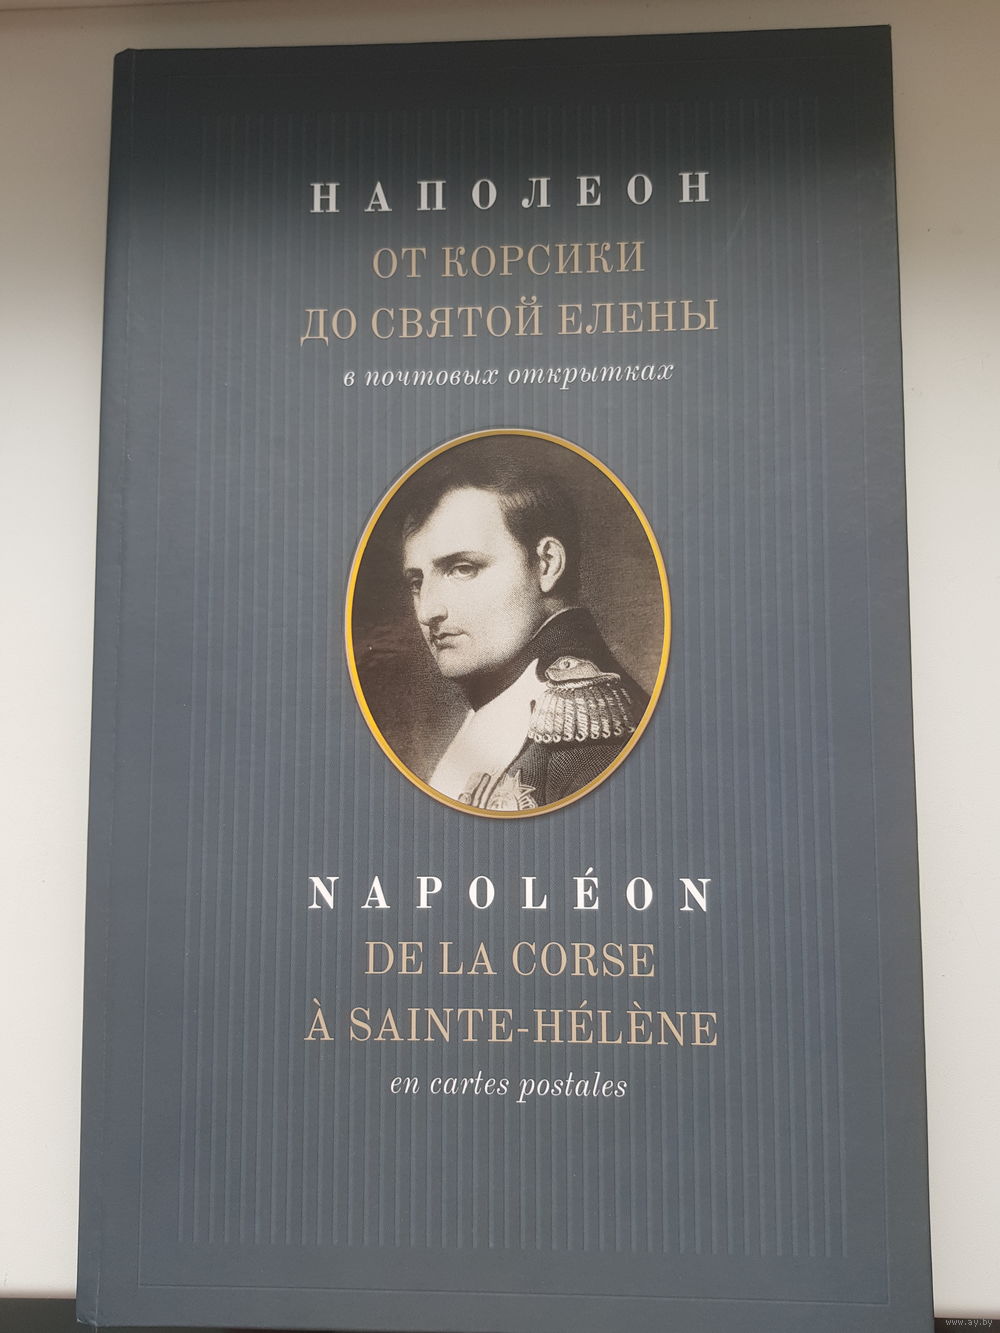 НАПОЛЕОН
ОТ КОРСИКИ
ДО СВЯТОЙ ЕЛЕНЫ
в почтовых открытках
NAPOLÉON
DE LA CORSE
À SAINTE-HÉLÈNE
en cartes postales
www.ay.by